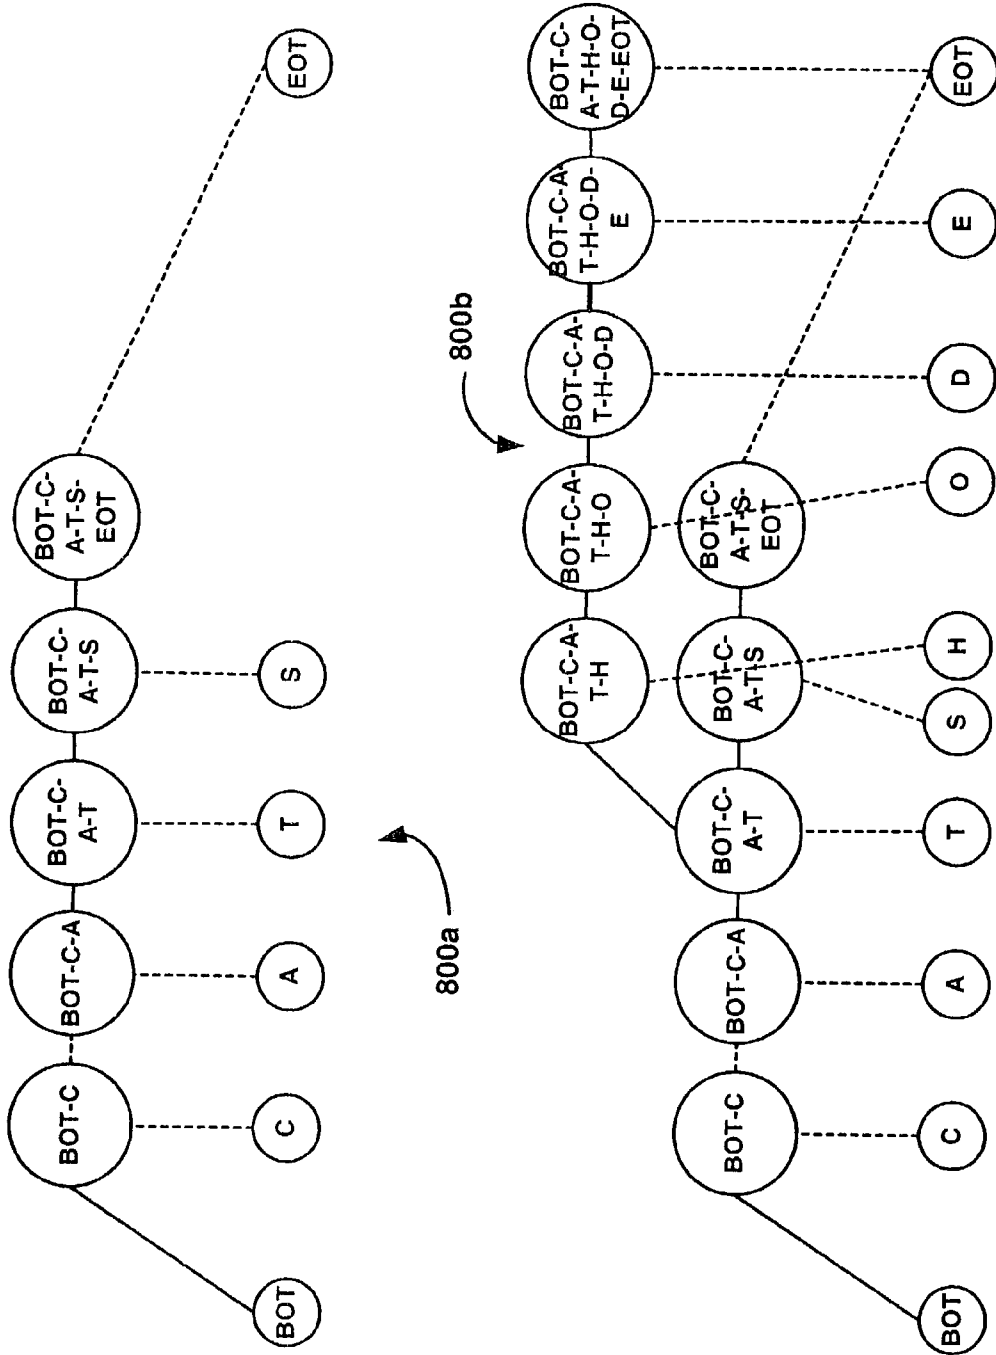 BOT-C
BOT-C-A
BOT-C-
A-T
BOT-C-
A-T-S
BOT-C-
A-T-S-
EOT
BOT
C
A
T
S
EOT
800a
800b
BOT-C-A-
T-H
BOT-C-A-
T-H-O
BOT-C-A-
T-H-O-D
BOT-C-A-
T-H-O-D-
E
BOT-C-
A-T-H-O-
D-E-EOT
BOT-C
BOT-C-A
BOT-C-
A-T
BOT-C-
A-T-S
BOT-C-
A-T-S-
EOT
BOT
C
A
T
S
H
O
D
E
EOT